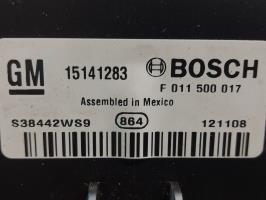 GM 15141283 BOSCH
F 011 500 017
Assembled in Mexico
S38442WS9 864 121108